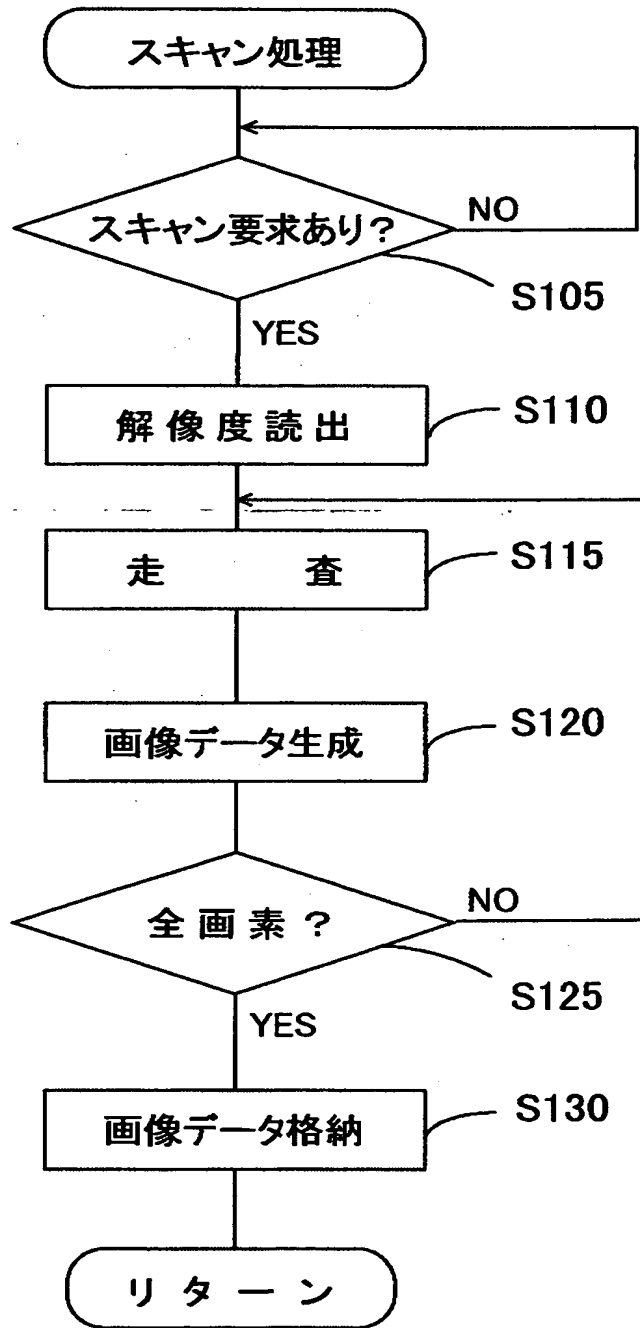 スキャン処理
スキャン要求あり?
NO
S105
YES
解像度読出
S110
走　査
S115
画像データ生成
S120
全画素?
NO
S125
YES
画像データ格納
S130
リターン